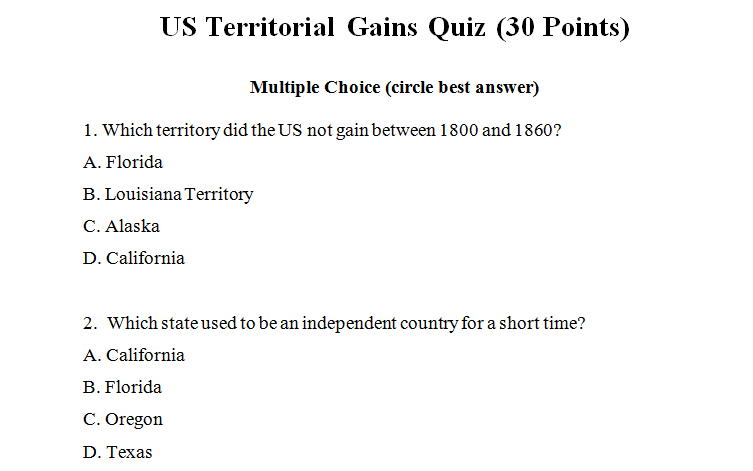 US Territorial Gains Quiz (30 Points)
Multiple Choice (circle best answer)
1. Which territory did the US not gain between 1800 and 1860?
A. Florida
B. Louisiana Territory
C. Alaska
D. California
2. Which state used to be an independent country for a short time?
A. California
B. Florida
C. Oregon
D. Texas